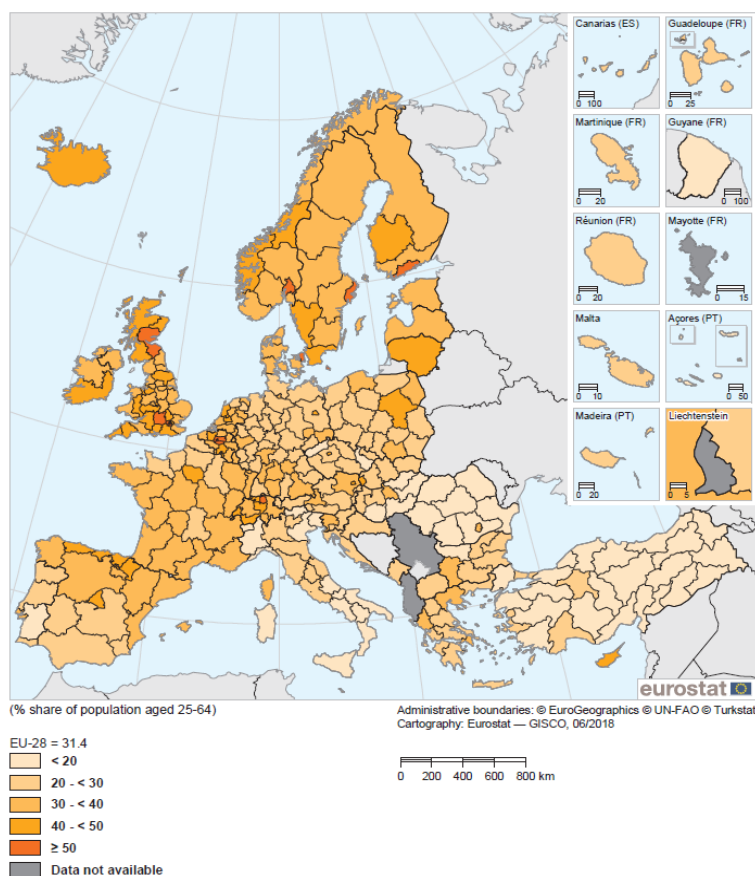 Canarias (ES)
0 100
Guadeloupe (FR)
0 25
Martinique (FR)
0 20
Guyane (FR)
0 100
Réunion (FR)
0 20
Mayotte (FR)
0 15
Malta
0 10
Açores (PT)
0 50
Madeira (PT)
0 20
Liechtenstein
0 5
eurostat
(% share of population aged 25-64)
Administrative boundaries: © EuroGeographics © UN-FAO © Turkstat
Cartography: Eurostat — GISCO, 06/2018
EU-28 = 31.4
< 20
20 - < 30
30 - < 40
40 - < 50
≥ 50
Data not available
0 200 400 600 800 km